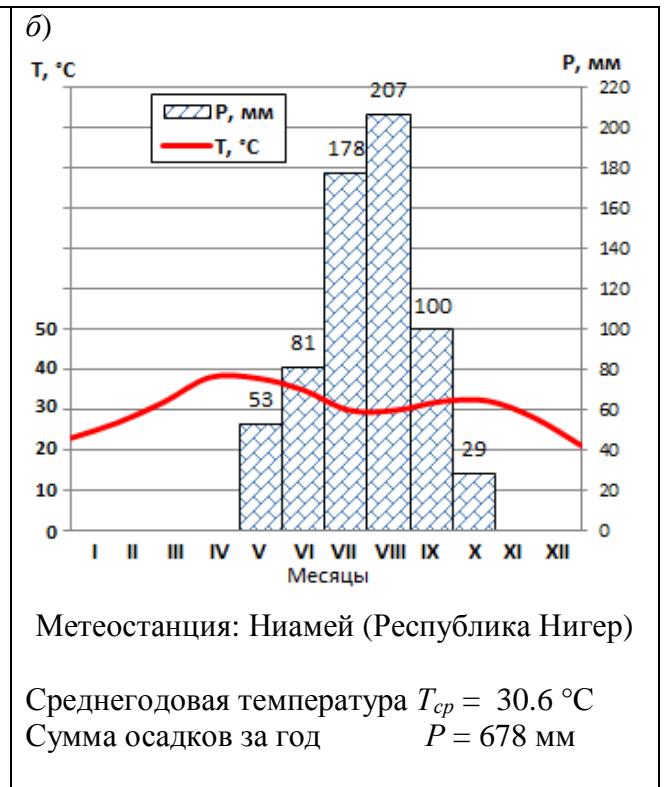 б)
T, °C
P, мм
P, мм
T, °C
207
178
100
81
53
29
220
200
180
160
140
120
100
80
60
40
20
0
50
40
30
20
10
0
I II III IV V VI VII VIII IX X XI XII
Месяцы
Метеостанция: Ниамей (Республика Нигер)
Среднегодовая температура Tср = 30.6 °C
Сумма осадков за год P = 678 мм